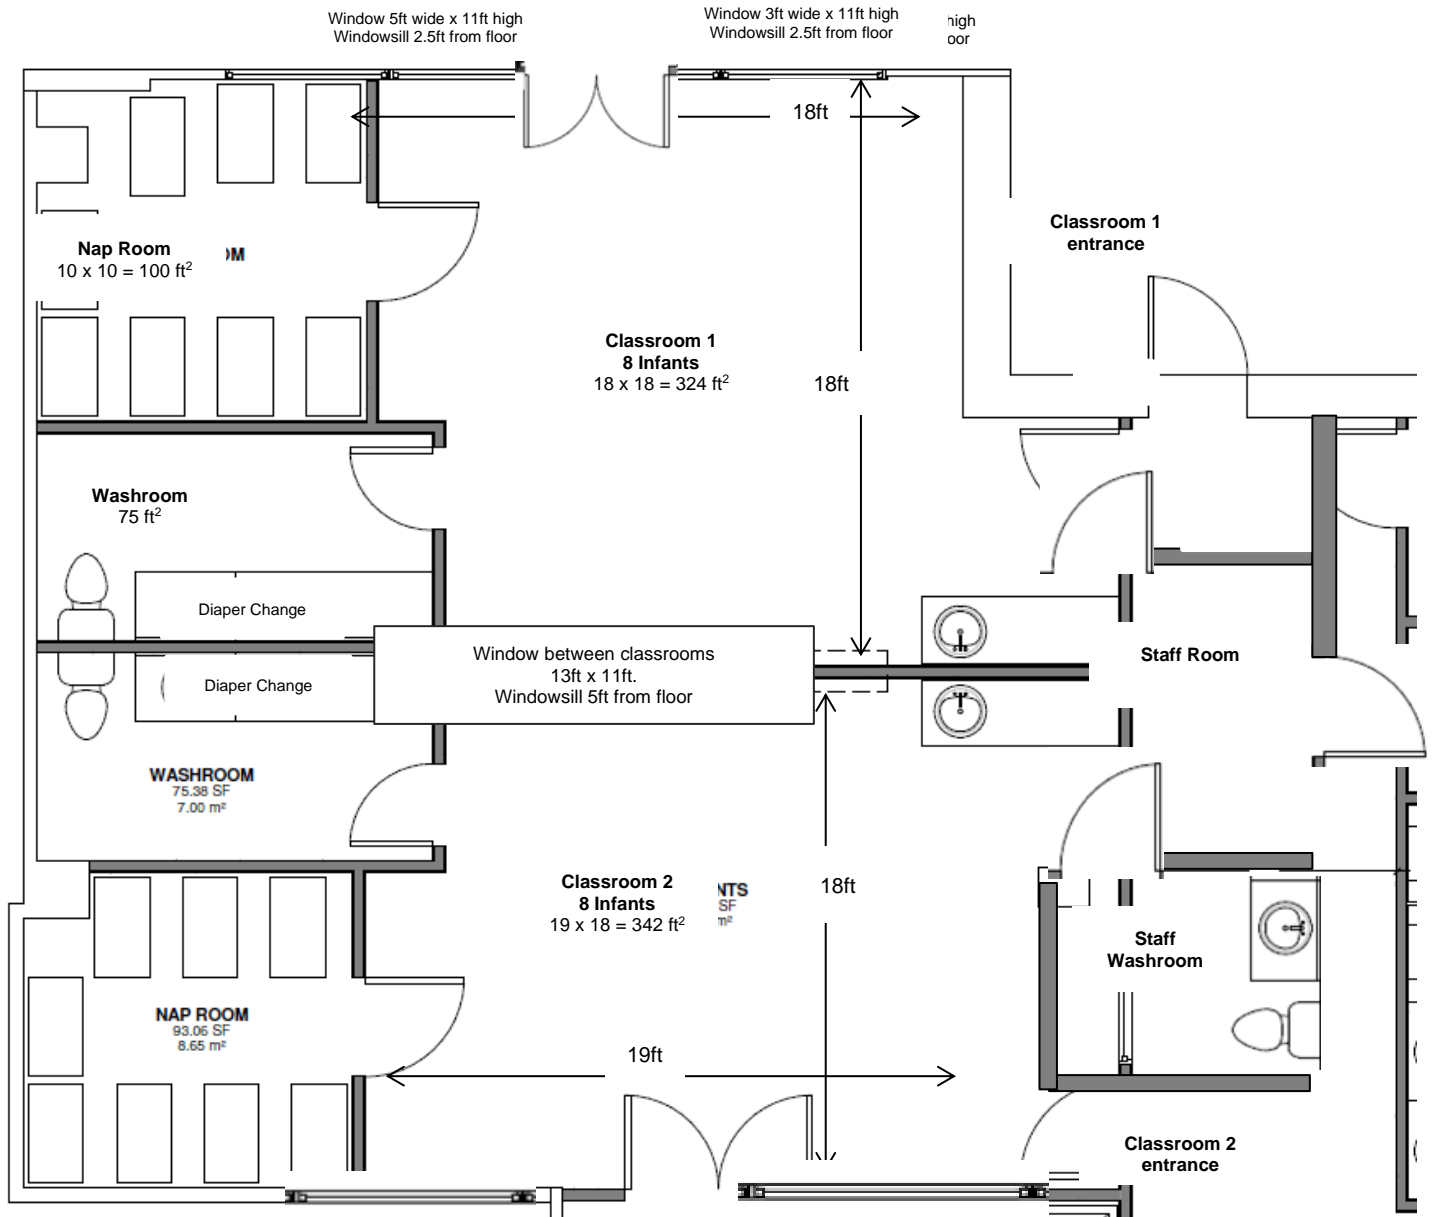 Window 5ft wide x 11ft high
Windowsill 2.5ft from floor
Window 3ft wide x 11ft high
Windowsill 2.5ft from floor
high
oor
18ft
Nap Room
10 x 10 = 100 ft²
OM
Classroom 1
entrance
Classroom 1
8 Infants
18 x 18 = 324 ft²
18ft
Washroom
75 ft²
Diaper Change
Diaper Change
Window between classrooms
13ft x 11ft.
Windowsill 5ft from floor
Staff Room
WASHROOM
75.38 SF
7.00 m²
Classroom 2
8 Infants
19 x 18 = 342 ft²
NTS
SF
m²
18ft
Staff
Washroom
NAP ROOM
93.06 SF
8.65 m²
19ft
Classroom 2
entrance